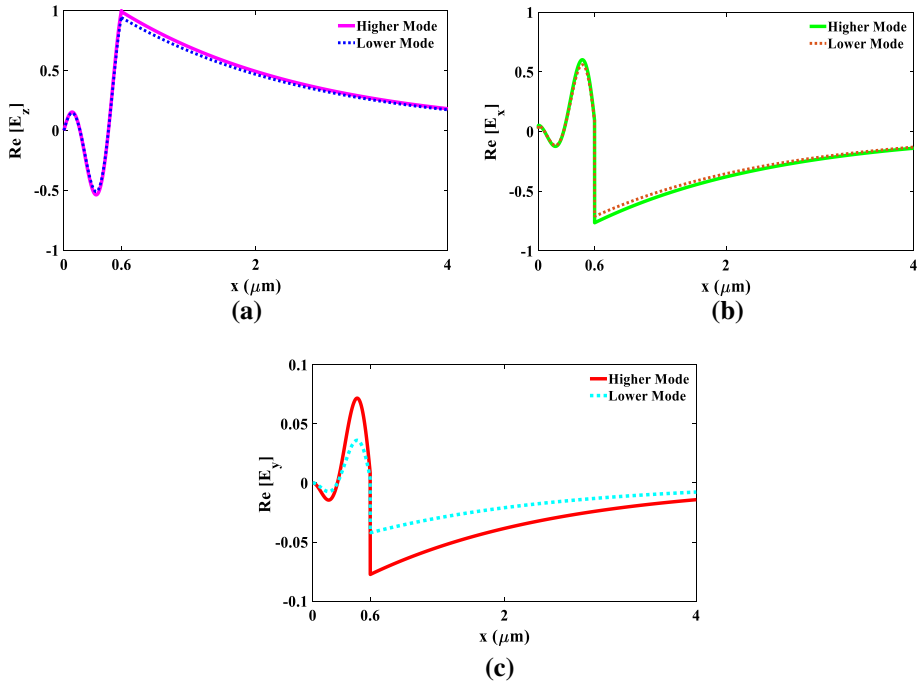 1
0.5
0
-0.5
-1
Re [E_z]
Higher Mode
Lower Mode
0
0.6
2
4
x (μm)
(a)
1
0.5
0
-0.5
-1
Re [E_x]
Higher Mode
Lower Mode
0
0.6
2
4
x (μm)
(b)
0.1
0.05
0
-0.05
-0.1
Re [E_y]
Higher Mode
Lower Mode
0
0.6
2
4
x (μm)
(c)